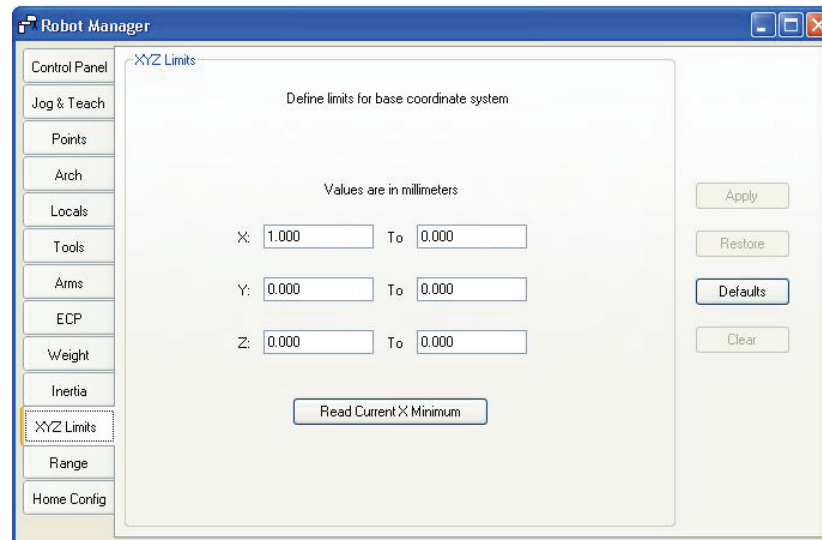 Robot Manager
Control Panel
Jog & Teach
Points
Arch
Locals
Tools
Arms
ECP
Weight
Inertia
XYZ Limits
Range
Home Config
XYZ Limits
Define limits for base coordinate system
Values are in millimeters
X: 1.000 To 0.000
Y: 0.000 To 0.000
Z: 0.000 To 0.000
Read Current X Minimum
Apply
Restore
Defaults
Clear